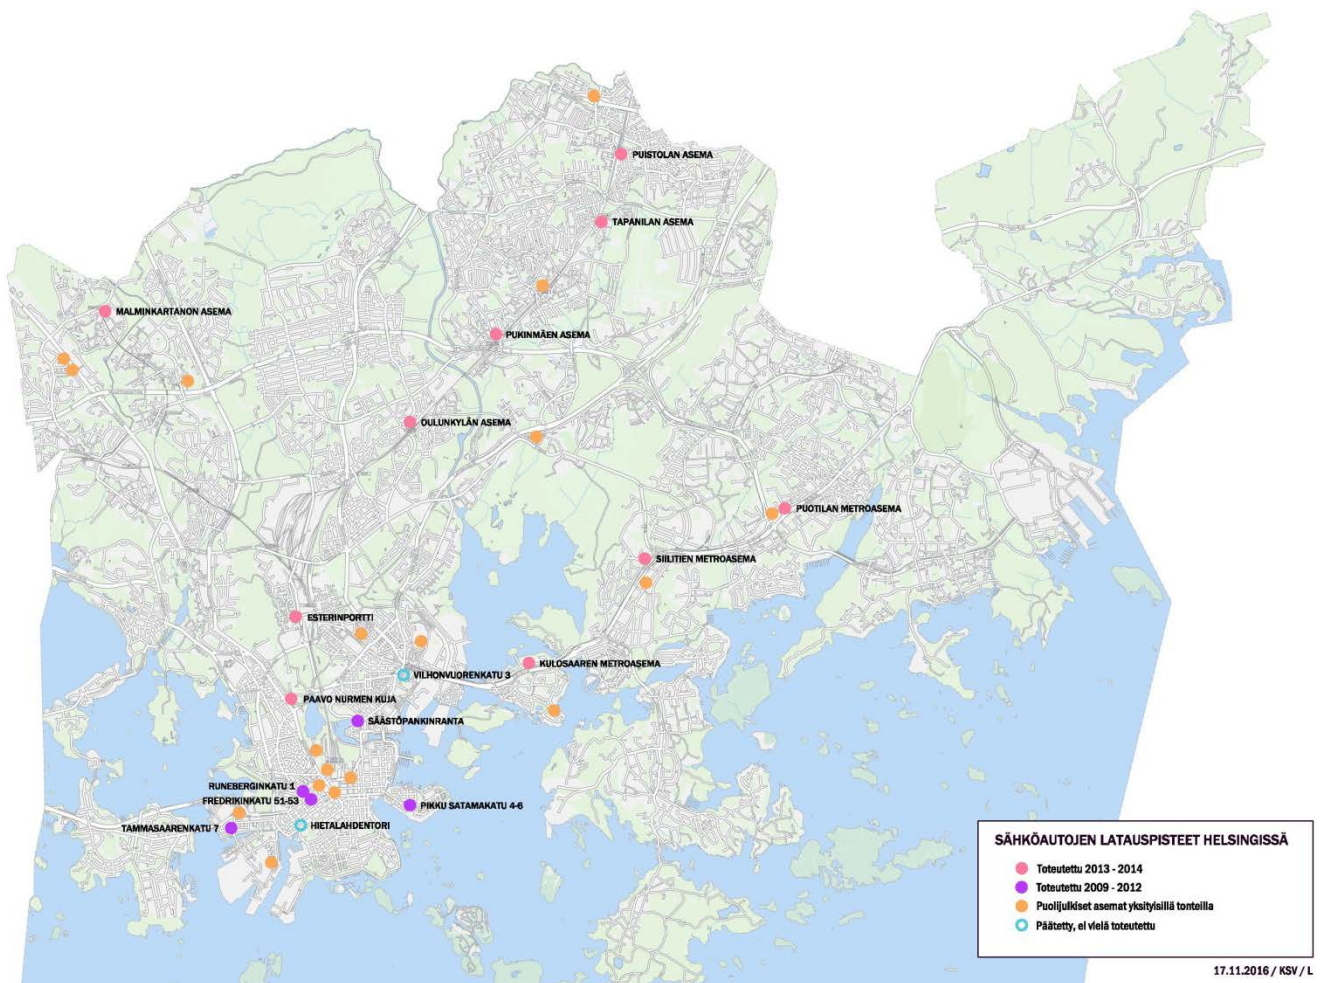 PUISTOLAN ASEMA
TAPANILAN ASEMA
MALMINKARTANON ASEMA
PUKINMÄEN ASEMA
OULUNKYLÄN ASEMA
PUOTILAN METROASEMA
SIILITIEN METROASEMA
ESTERINPORTTI
KULOSAAREN METROASEMA
VILHONVUORENKATU 3
PAAVO NURMEN KUJA
SÄÄSTÖPANKINRANTA
RUNEBERGINKATU 1
FREDRIKINKATU 51-53
PIKKU SATAMAKATU 4-6
TAMMASAARENKATU 7
HIETALAHDENTORI
SÄHKÖAUTOJEN LATAUSPISTEET HELSINGISSÄ
Toteutettu 2013 - 2014
Toteutettu 2009 - 2012
Puolijulkiset asemat yksityisillä tonteilla
Päätetty, ei vielä toteutettu
17.11.2016 / KSV / L